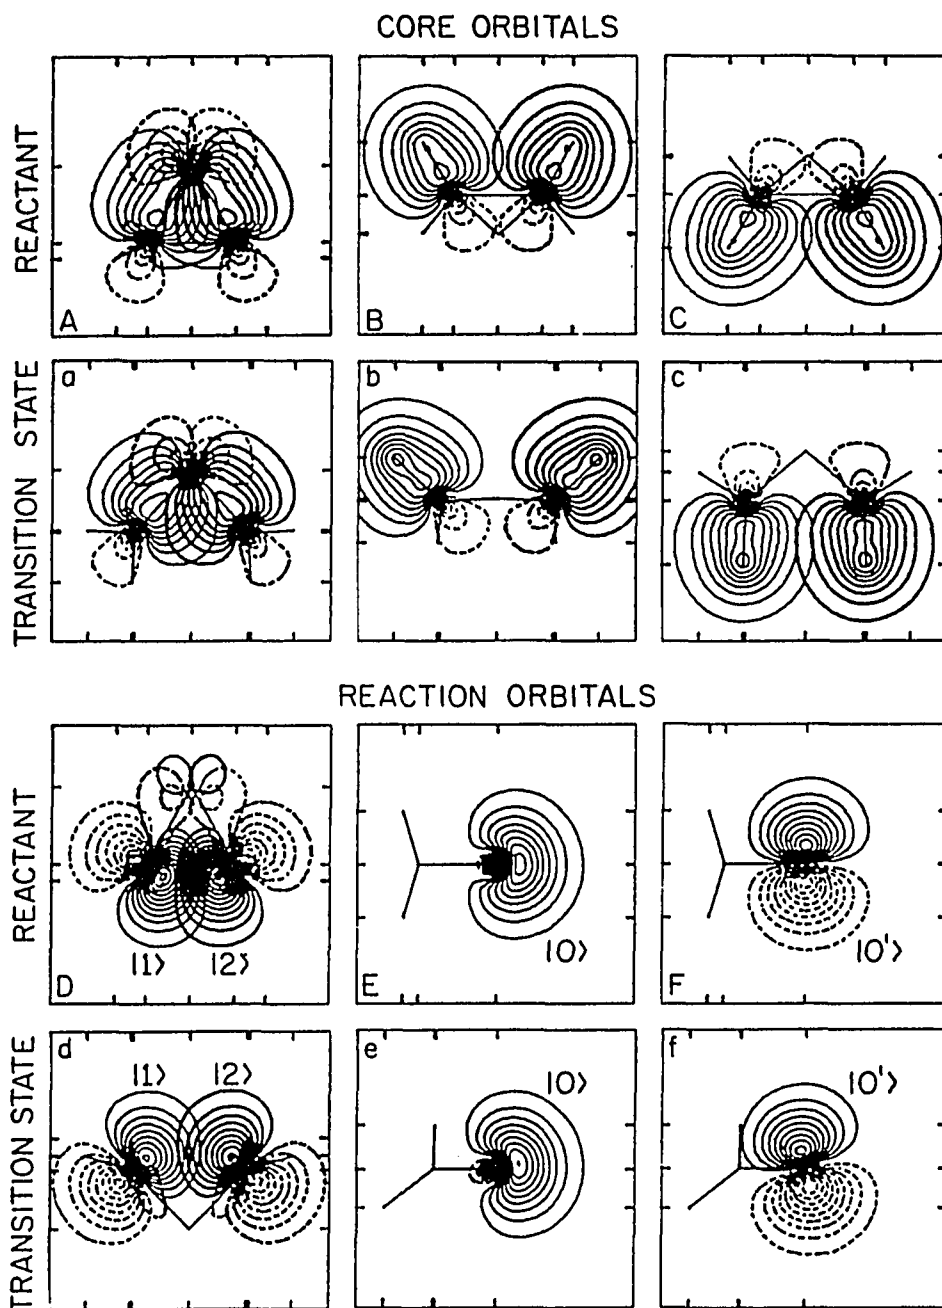 CORE ORBITALS
REACTANT
A
B
C
TRANSITION STATE
a
b
c
REACTION ORBITALS
REACTANT
|1⟩ |2⟩
D
|0⟩
E
|0'⟩
F
TRANSITION STATE
d
|1⟩ |2⟩
e
|0⟩
f
|0'⟩